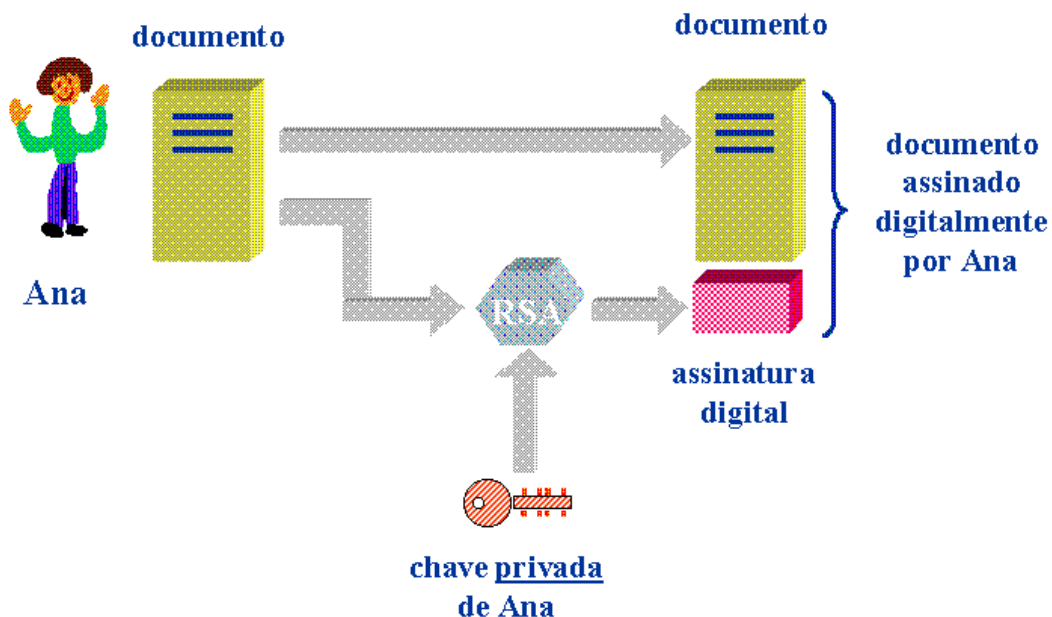 documento
documento
Ana
documento
assinado
digitalmente
por Ana
RSA
assinatura
digital
chave privada
de Ana